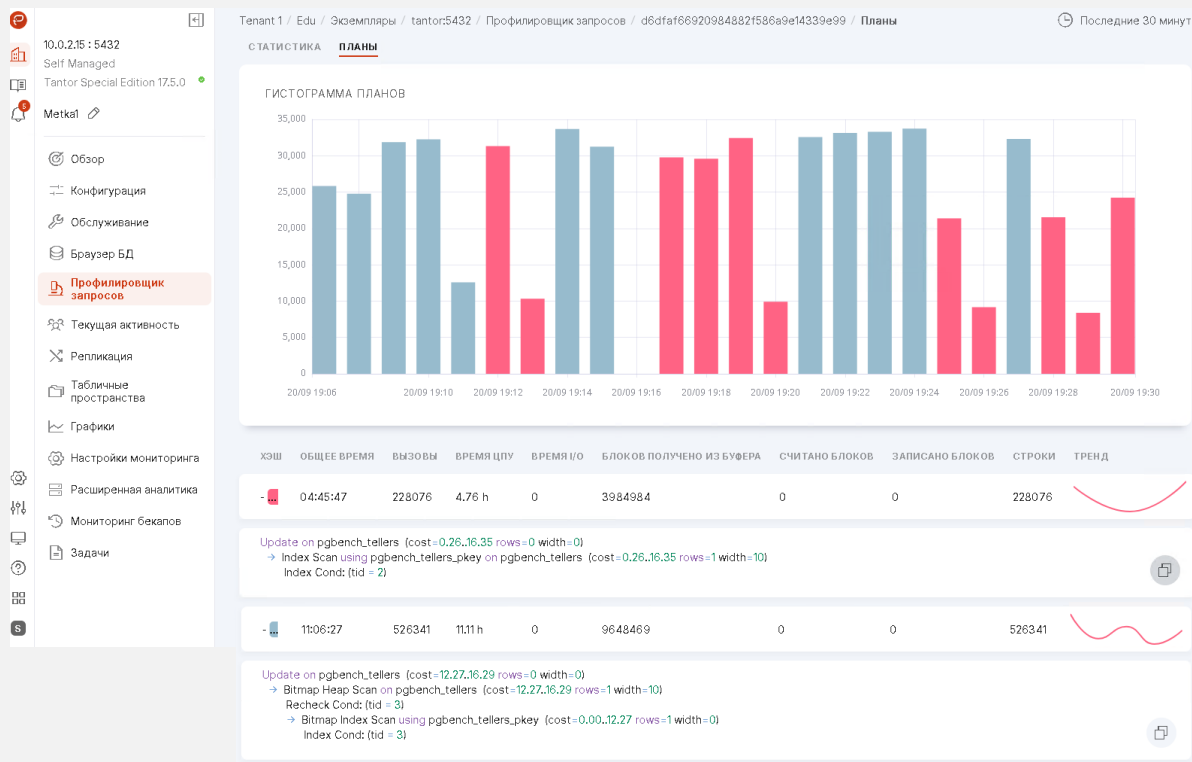 Tenant 1 / Edu / Экземпляры / tantor:5432 / Профилировщик запросов / d6dfaf66920394882f586a9e14339e99 / Планы
Последние 30 минут
10.0.2.15 : 5432
Self Managed
Tantor Special Edition 17.5.0
5
Metka1
Обзор
Конфигурация
Обслуживание
Браузер БД
Профилировщик
запросов
Текущая активность
Репликация
Табличные
пространства
Графики
Настройки мониторинга
Расширенная аналитика
Мониторинг бекапов
Задачи
S
СТАТИСТИКА ПЛАНЫ
ГИСТОГРАММА ПЛАНОВ
35,000
30,000
25,000
20,000
15,000
10,000
5,000
0
20/09 19:06 20/09 19:10 20/09 19:12 20/09 19:14 20/09 19:16 20/09 19:18 20/09 19:20 20/09 19:22 20/09 19:24 20/09 19:26 20/09 19:28 20/09 19:30
ХЭШ ОБЩЕЕ ВРЕМЯ ВЫЗОВЫ ВРЕМЯ ЦПУ ВРЕМЯ I/O БЛОКОВ ПОЛУЧЕНО ИЗ БУФЕРА СЧИТАНО БЛОКОВ ЗАПИСАНО БЛОКОВ СТРОКИ ТРЕНД
- ... 04:45:47 228076 4.76 h 0 3984984 0 0 228076
Update on pgbench_tellers (cost=0.26..16.35 rows=0 width=0)
→ Index Scan using pgbench_tellers_pkey on pgbench_tellers (cost=0.26..16.35 rows=1 width=10)
Index Cond: (tid = 2)
- ... 11:06:27 526341 11.11 h 0 9648469 0 0 526341
Update on pgbench_tellers (cost=12.27..16.29 rows=0 width=0)
→ Bitmap Heap Scan on pgbench_tellers (cost=12.27..16.29 rows=1 width=10)
Recheck Cond: (tid = 3)
→ Bitmap Index Scan using pgbench_tellers_pkey (cost=0.00..12.27 rows=1 width=0)
Index Cond: (tid = 3)